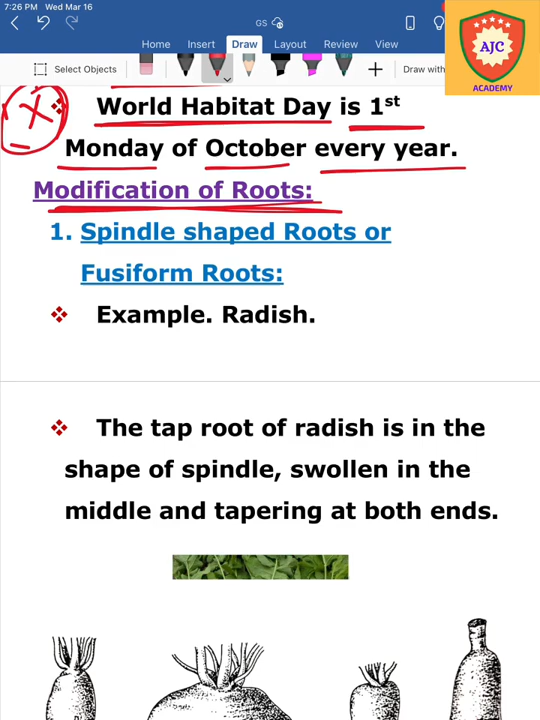 7:26 PM Wed Mar 16
GS
Home Insert Draw Layout Review View
Select Objects
Draw with
AJC
ACADEMY
World Habitat Day is 1st
Monday of October every year.
Modification of Roots:
1. Spindle shaped Roots or
Fusiform Roots:
❖ Example. Radish.
❖ The tap root of radish is in the
shape of spindle, swollen in the
middle and tapering at both ends.